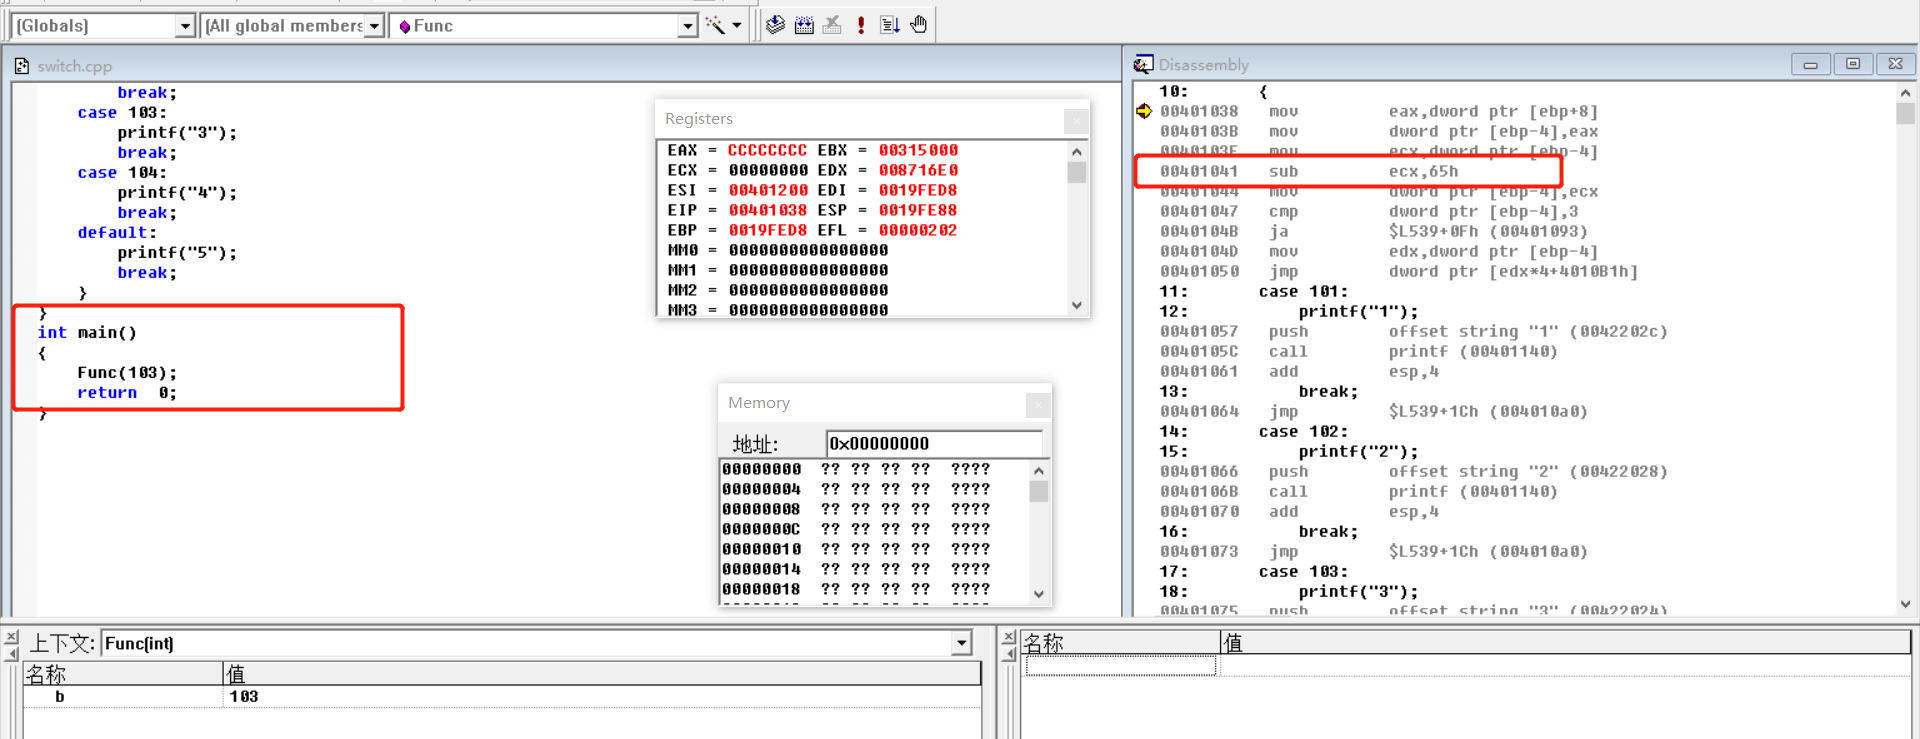 (Globals)
(All global members
Func
switch.cpp
break;
case 103:
printf("3");
break;
case 104:
printf("4");
break;
default:
printf("5");
break;
}
}
int main()
{
Func(103);
return  0;
}
Registers
EAX = CCCCCCCC EBX = 00315000
ECX = 00000000 EDX = 008716E0
ESI = 00401200 EDI = 0019FED8
EIP = 00401038 ESP = 0019FE88
EBP = 0019FED8 EFL = 00000202
MM0 = 0000000000000000
MM1 = 0000000000000000
MM2 = 0000000000000000
MM3 = 0000000000000000
Memory
地址: 0x00000000
00000000 ?? ?? ?? ?? ????
00000004 ?? ?? ?? ?? ????
00000008 ?? ?? ?? ?? ????
0000000C ?? ?? ?? ?? ????
00000010 ?? ?? ?? ?? ????
00000014 ?? ?? ?? ?? ????
00000018 ?? ?? ?? ?? ????
Disassembly
10: {
00401038 mov eax,dword ptr [ebp+8]
0040103B mov dword ptr [ebp-4],eax
0040103E mov ecx,dword ptr [ebp-4]
00401041 sub ecx,65h
00401044 mov dword ptr [ebp-4],ecx
00401047 cmp dword ptr [ebp-4],3
0040104B ja $L539+0Fh (00401093)
0040104D mov edx,dword ptr [ebp-4]
00401050 jmp dword ptr [edx*4+4010B1h]
11: case 101:
12: printf("1");
00401057 push offset string "1" (0042202c)
0040105C call printf (00401140)
00401061 add esp,4
13: break;
00401064 jmp $L539+1Ch (004010a0)
14: case 102:
15: printf("2");
00401066 push offset string "2" (00422028)
0040106B call printf (00401140)
00401070 add esp,4
16: break;
00401073 jmp $L539+1Ch (004010a0)
17: case 103:
18: printf("3");
00401075 push offset string "3" (00422024)
上下文: Func(int)
名称 值
b 103
名称 值